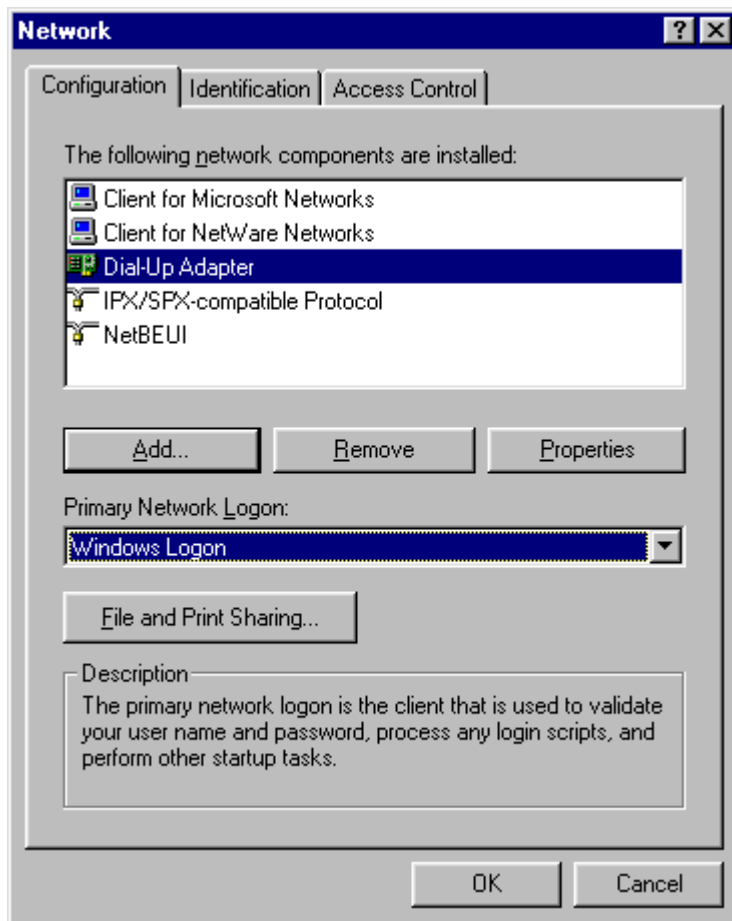 Network
Configuration Identification Access Control
The following network components are installed:
Client for Microsoft Networks
Client for NetWare Networks
Dial-Up Adapter
IPX/SPX-compatible Protocol
NetBEUI
Add... Remove Properties
Primary Network Logon:
Windows Logon
File and Print Sharing...
Description
The primary network logon is the client that is used to validate
your user name and password, process any login scripts, and
perform other startup tasks.
OK Cancel